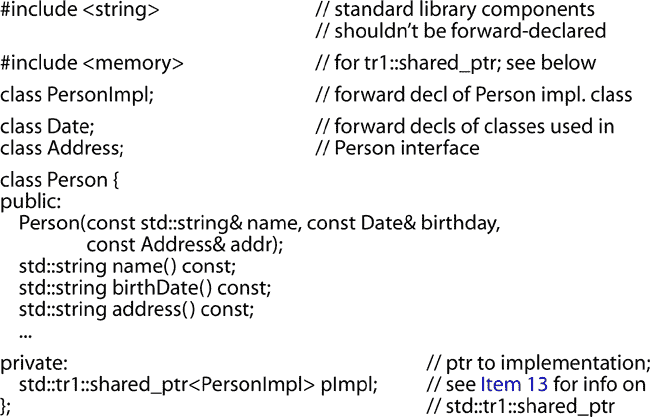 #include <string> // standard library components
// shouldn’t be forward-declared
#include <memory> // for tr1::shared_ptr; see below
class PersonImpl; // forward decl of Person impl. class
class Date; // forward decls of classes used in
class Address; // Person interface
class Person {
public:
Person(const std::string& name, const Date& birthday,
const Address& addr);
std::string name() const;
std::string birthDate() const;
std::string address() const;
...
private: // ptr to implementation;
std::tr1::shared_ptr<PersonImpl> pImpl; // see Item 13 for info on
}; // std::tr1::shared_ptr